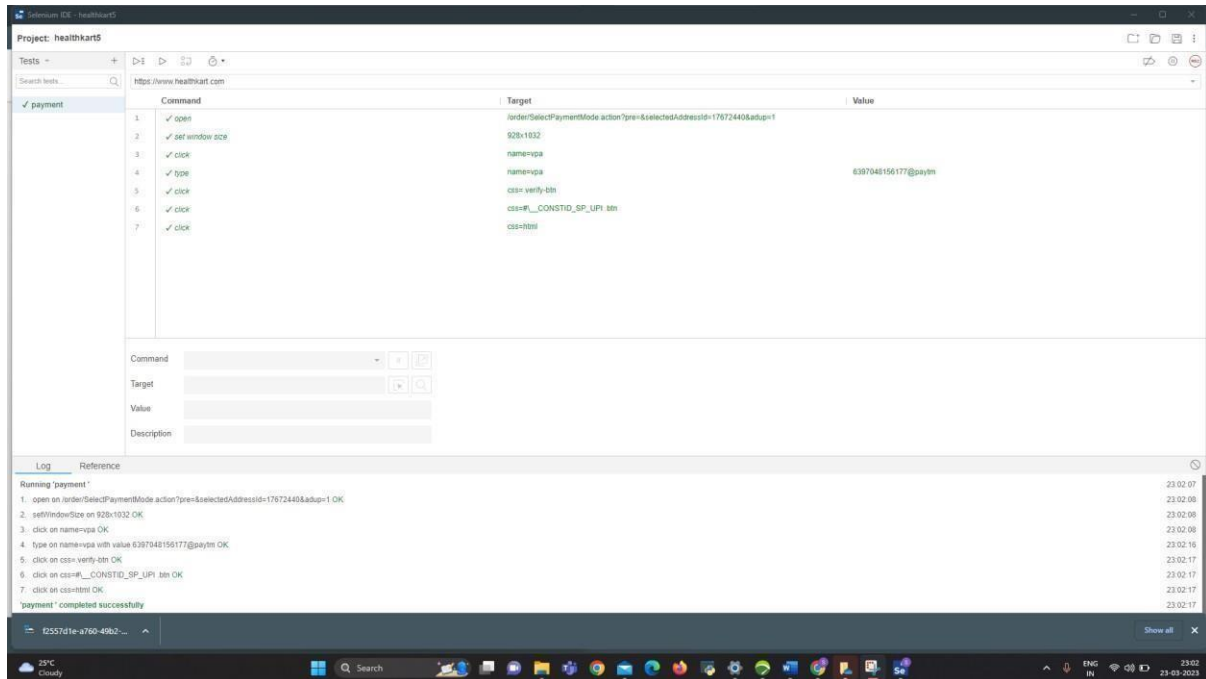 Selenium IDE - healthkart5
Project: healthkart5
Tests
Search tests...
https://www.healthkart.com
✓ payment
Command Target Value
1 ✓ open /order/SelectPaymentMode.action?pre=&selectedAddressId=17672440&adup=1
2 ✓ set window size 928x1032
3 ✓ click name=vpa
4 ✓ type name=vpa 6397048156177@paytm
5 ✓ click css=.verify-btn
6 ✓ click css=#\__CONSTID_SP_UPI .btn
7 ✓ click css=html
Command
Target
Value
Description
Log Reference
Running 'payment ' 23:02:07
1. open on /order/SelectPaymentMode.action?pre=&selectedAddressId=17672440&adup=1 OK 23:02:08
2. setWindowSize on 928x1032 OK 23:02:08
3. click on name=vpa OK 23:02:08
4. type on name=vpa with value 6397048156177@paytm OK 23:02:16
5. click on css=.verify-btn OK 23:02:17
6. click on css=#\__CONSTID_SP_UPI .btn OK 23:02:17
7. click on css=html OK 23:02:17
'payment ' completed successfully 23:02:17
f2557d1e-a760-49b2-... Show all
25°C
Cloudy
Search
ENG
IN
23:02
23-03-2023